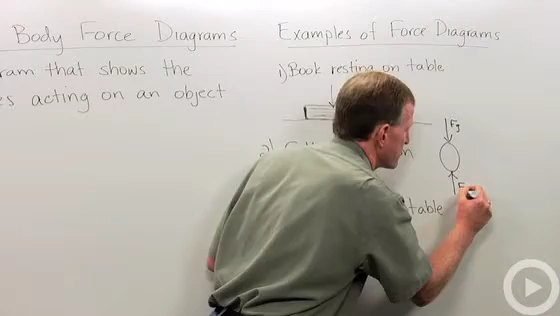 Body Force Diagrams
ram that shows the
es acting on an object
Examples of Force Diagrams
1) Book resting on table
Fg
2)
F
table